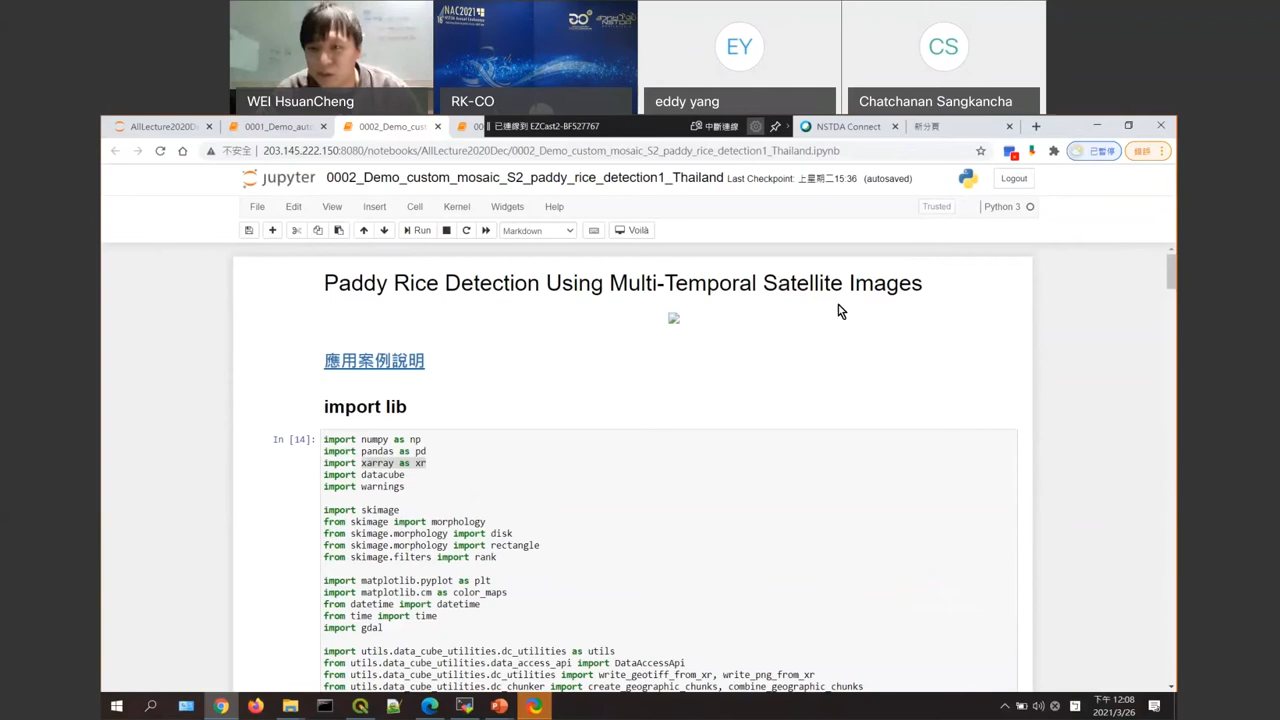 NAC2021
WEI HsuanCheng
RK-CO
EY
eddy yang
CS
Chatchanan Sangkancha
AllLecture2020D
0001_Demo_aut
0002_Demo_cus
已連線到 EZCast2-BF527767
中斷連線
NSTDA Connect
新分頁
不安全
203.145.222.150:8080/notebooks/AllLecture2020Dec/0002_Demo_custom_mosaic_S2_paddy_rice_detection1_Thailand.ipynb
已暫停
錯誤
jupyter
0002_Demo_custom_mosaic_S2_paddy_rice_detection1_Thailand
Last Checkpoint: 上星期二15:36 (autosaved)
Logout
File Edit View Insert Cell Kernel Widgets Help
Trusted
Python 3
Run
Markdown
Voilà
Paddy Rice Detection Using Multi-Temporal Satellite Images
應用案例說明
import lib
In [14]:
import numpy as np
import pandas as pd
import xarray as xr
import datacube
import warnings
import skimage
from skimage import morphology
from skimage.morphology import disk
from skimage.morphology import rectangle
from skimage.filters import rank
import matplotlib.pyplot as plt
import matplotlib.cm as color_maps
from datetime import datetime
from time import time
import gdal
import utils.data_cube_utilities.dc_utilities as utils
from utils.data_cube_utilities.data_access_api import DataAccessApi
from utils.data_cube_utilities.dc_utilities import write_geotiff_from_xr, write_png_from_xr
from utils.data_cube_utilities.dc_chunker import create_geographic_chunks, combine_geographic_chunks
下午 12:08
2021/3/26